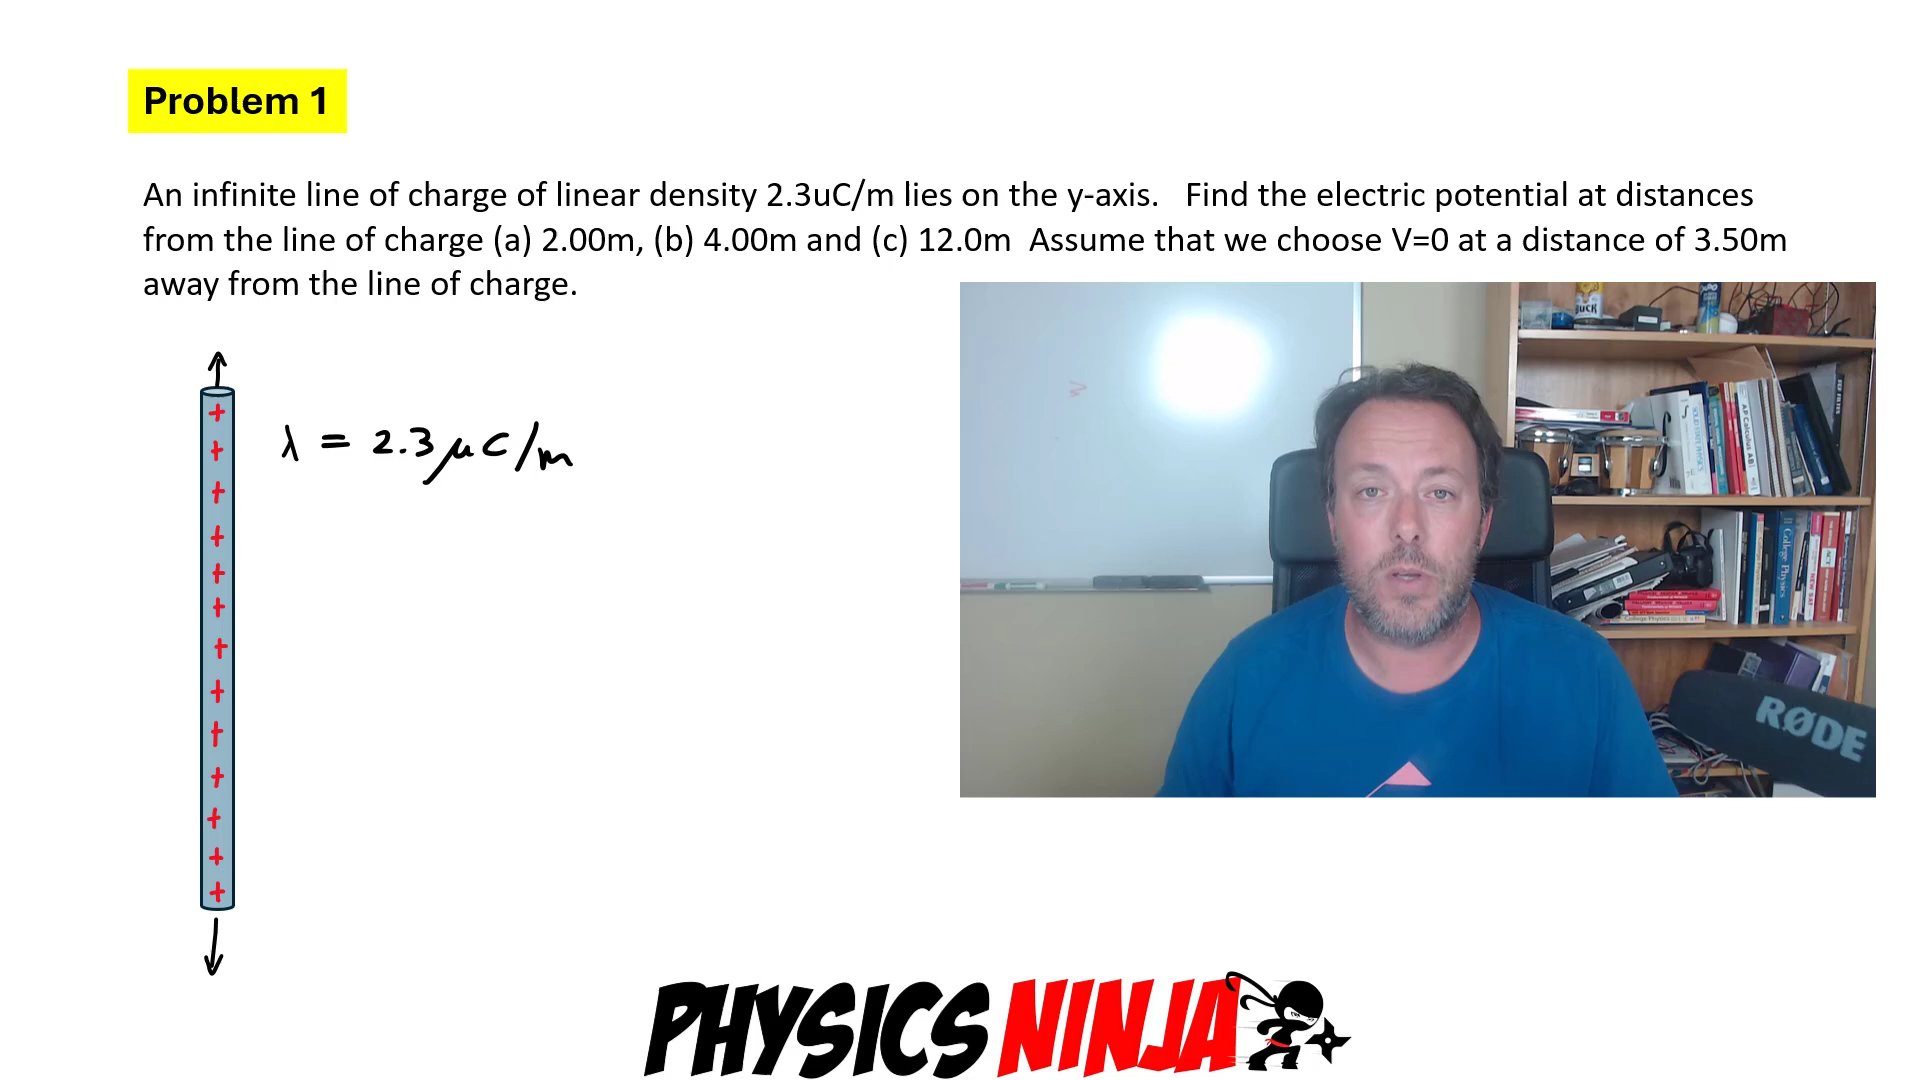 Problem 1
An infinite line of charge of linear density 2.3uC/m lies on the y-axis. Find the electric potential at distances
from the line of charge (a) 2.00m, (b) 4.00m and (c) 12.0m Assume that we choose V=0 at a distance of 3.50m
away from the line of charge.
λ = 2.3μC/m
+
+
+
+
+
+
+
+
+
+
+
+
+
College Physics
RØDE
PHYSICS NINJA